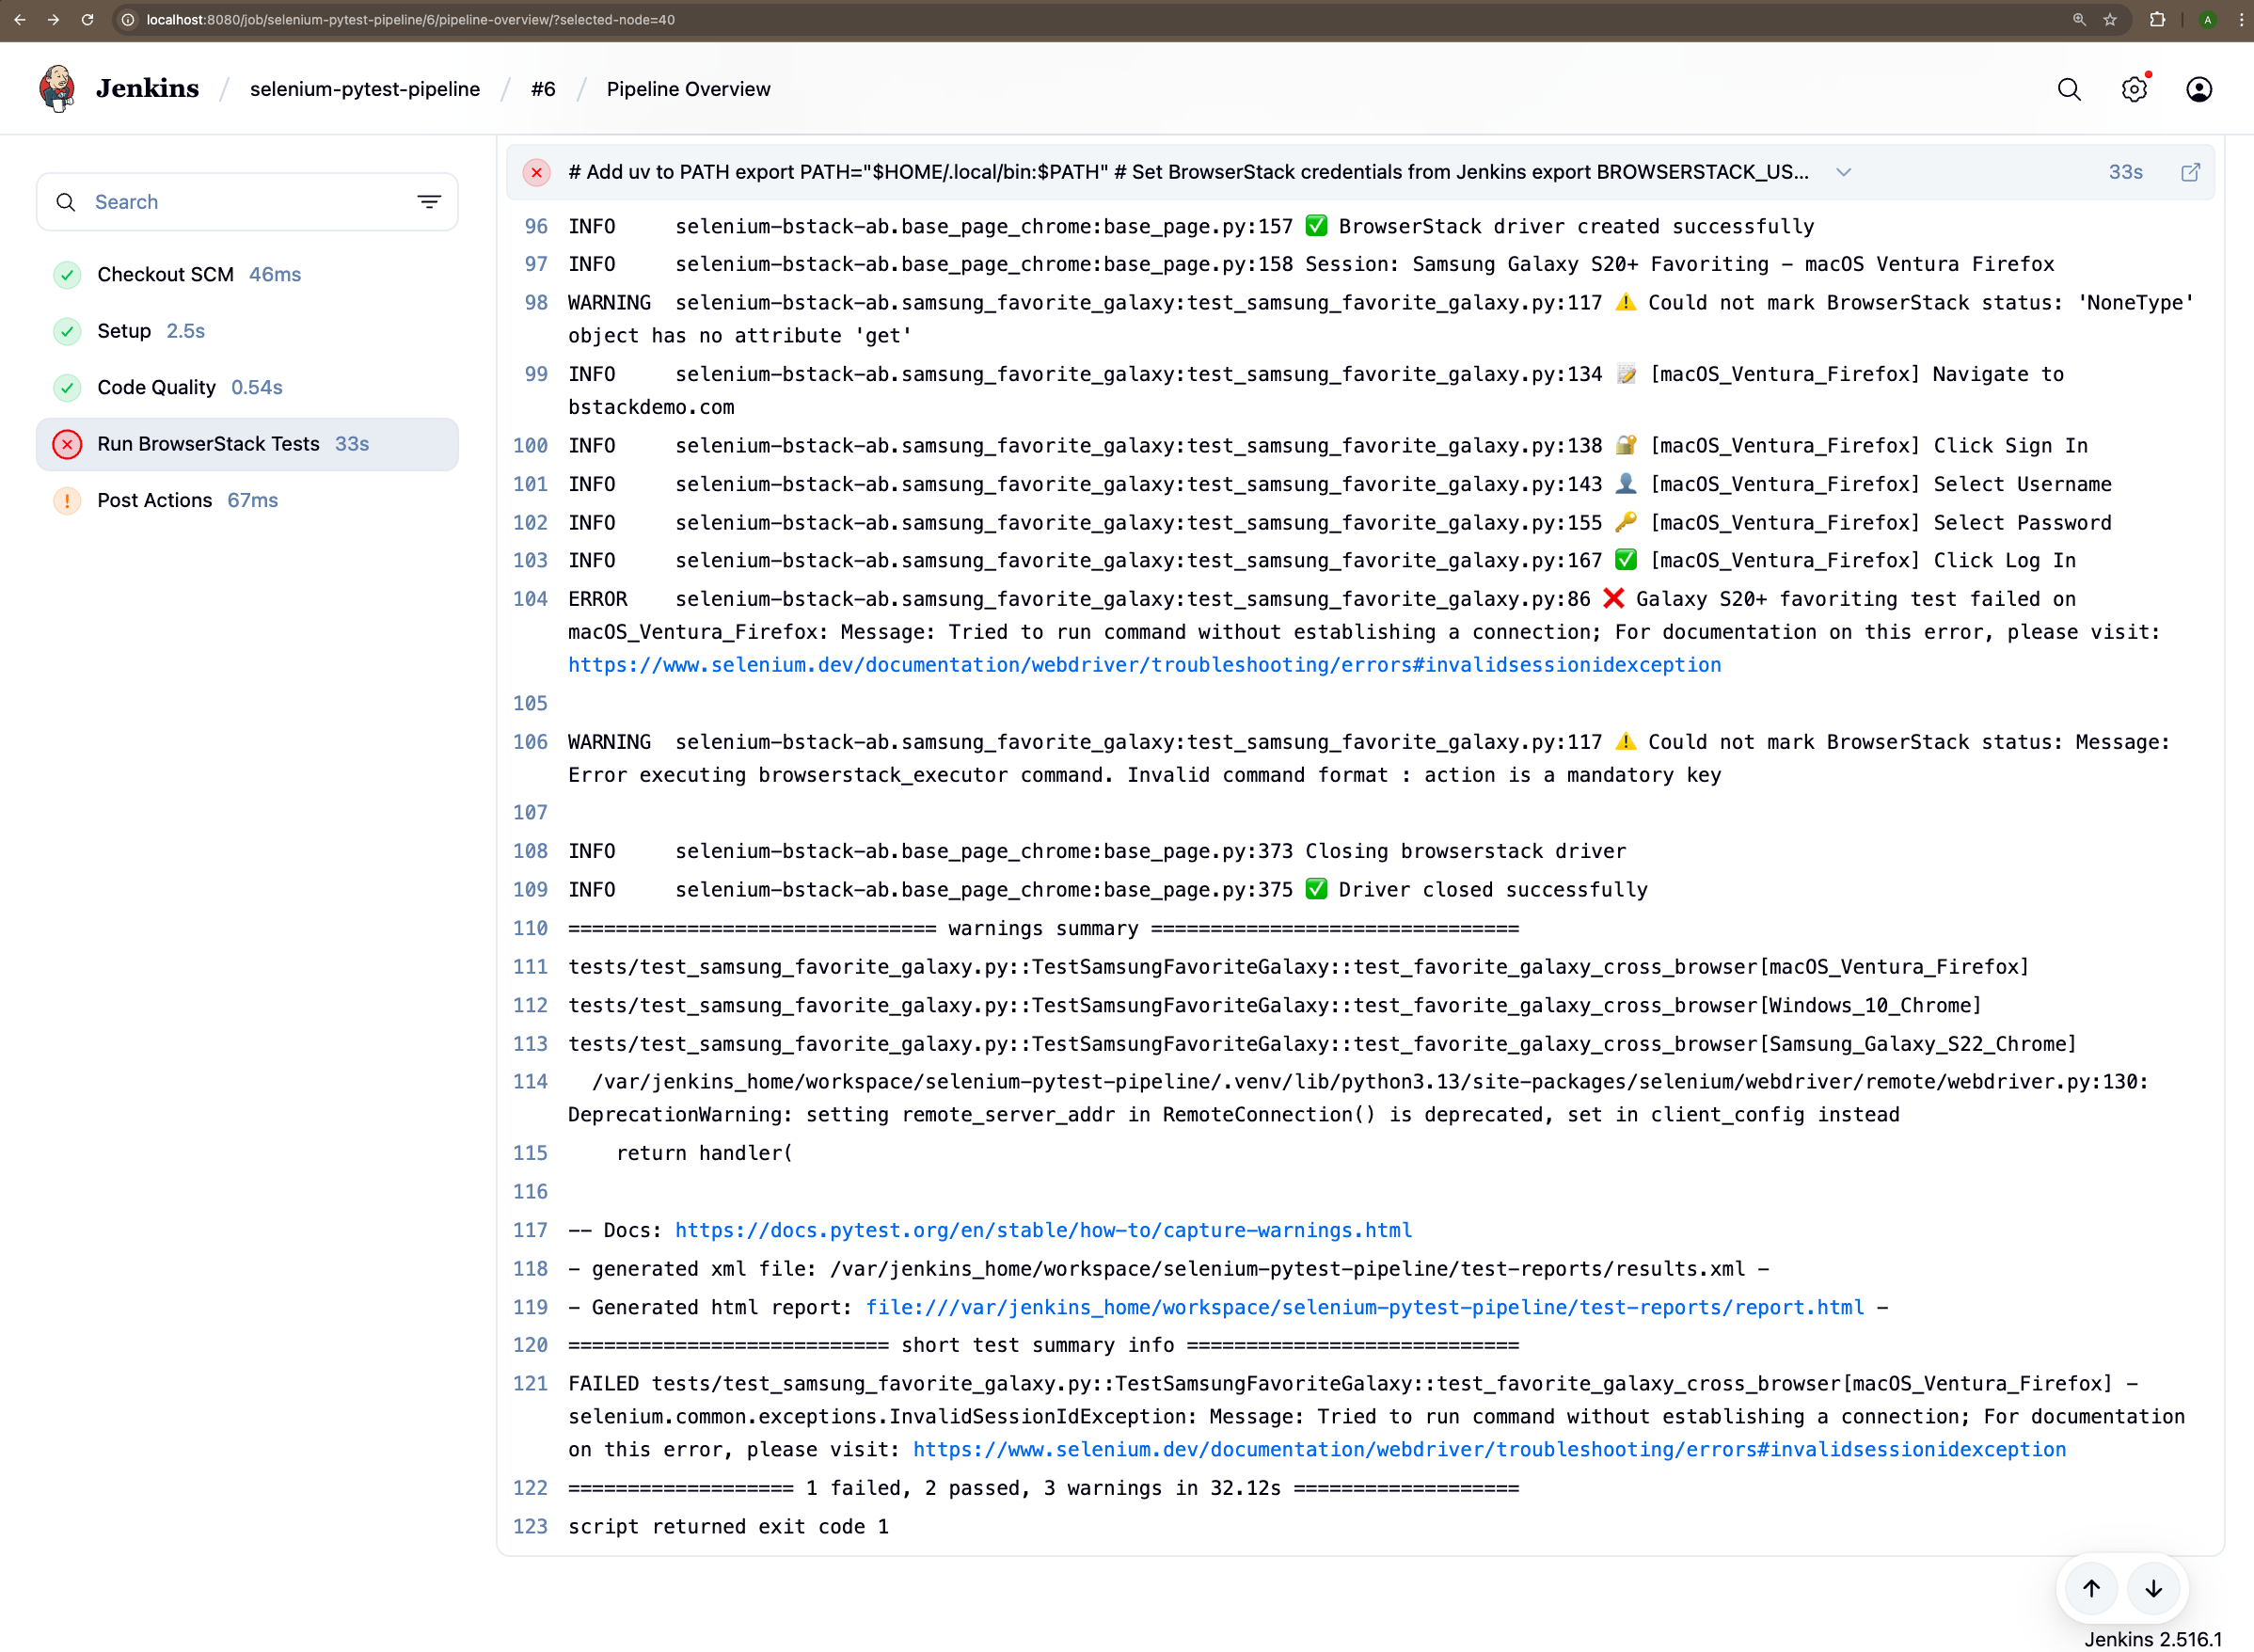 localhost:8080/job/selenium-pytest-pipeline/6/pipeline-overview/?selected-node=40
A
Jenkins / selenium-pytest-pipeline / #6 / Pipeline Overview
Search
Checkout SCM 46ms
Setup 2.5s
Code Quality 0.54s
Run BrowserStack Tests 33s
Post Actions 67ms
# Add uv to PATH export PATH="$HOME/.local/bin:$PATH" # Set BrowserStack credentials from Jenkins export BROWSERSTACK_US... 33s
96 INFO selenium-bstack-ab.base_page_chrome:base_page.py:157 ✅ BrowserStack driver created successfully
97 INFO selenium-bstack-ab.base_page_chrome:base_page.py:158 Session: Samsung Galaxy S20+ Favoriting - macOS Ventura Firefox
98 WARNING selenium-bstack-ab.samsung_favorite_galaxy:test_samsung_favorite_galaxy.py:117 ⚠️ Could not mark BrowserStack status: 'NoneType'
object has no attribute 'get'
99 INFO selenium-bstack-ab.samsung_favorite_galaxy:test_samsung_favorite_galaxy.py:134 📝 [macOS_Ventura_Firefox] Navigate to
bstackdemo.com
100 INFO selenium-bstack-ab.samsung_favorite_galaxy:test_samsung_favorite_galaxy.py:138 🔐 [macOS_Ventura_Firefox] Click Sign In
101 INFO selenium-bstack-ab.samsung_favorite_galaxy:test_samsung_favorite_galaxy.py:143 👤 [macOS_Ventura_Firefox] Select Username
102 INFO selenium-bstack-ab.samsung_favorite_galaxy:test_samsung_favorite_galaxy.py:155 🔑 [macOS_Ventura_Firefox] Select Password
103 INFO selenium-bstack-ab.samsung_favorite_galaxy:test_samsung_favorite_galaxy.py:167 ✅ [macOS_Ventura_Firefox] Click Log In
104 ERROR selenium-bstack-ab.samsung_favorite_galaxy:test_samsung_favorite_galaxy.py:86 ❌ Galaxy S20+ favoriting test failed on
macOS_Ventura_Firefox: Message: Tried to run command without establishing a connection; For documentation on this error, please visit:
https://www.selenium.dev/documentation/webdriver/troubleshooting/errors#invalidsessionidexception
105
106 WARNING selenium-bstack-ab.samsung_favorite_galaxy:test_samsung_favorite_galaxy.py:117 ⚠️ Could not mark BrowserStack status: Message:
Error executing browserstack_executor command. Invalid command format : action is a mandatory key
107
108 INFO selenium-bstack-ab.base_page_chrome:base_page.py:373 Closing browserstack driver
109 INFO selenium-bstack-ab.base_page_chrome:base_page.py:375 ✅ Driver closed successfully
110 =============================== warnings summary ===============================
111 tests/test_samsung_favorite_galaxy.py::TestSamsungFavoriteGalaxy::test_favorite_galaxy_cross_browser[macOS_Ventura_Firefox]
112 tests/test_samsung_favorite_galaxy.py::TestSamsungFavoriteGalaxy::test_favorite_galaxy_cross_browser[Windows_10_Chrome]
113 tests/test_samsung_favorite_galaxy.py::TestSamsungFavoriteGalaxy::test_favorite_galaxy_cross_browser[Samsung_Galaxy_S22_Chrome]
114 /var/jenkins_home/workspace/selenium-pytest-pipeline/.venv/lib/python3.13/site-packages/selenium/webdriver/remote/webdriver.py:130:
DeprecationWarning: setting remote_server_addr in RemoteConnection() is deprecated, set in client_config instead
115 return handler(
116
117 -- Docs: https://docs.pytest.org/en/stable/how-to/capture-warnings.html
118 - generated xml file: /var/jenkins_home/workspace/selenium-pytest-pipeline/test-reports/results.xml -
119 - Generated html report: file:///var/jenkins_home/workspace/selenium-pytest-pipeline/test-reports/report.html -
120 =========================== short test summary info ============================
121 FAILED tests/test_samsung_favorite_galaxy.py::TestSamsungFavoriteGalaxy::test_favorite_galaxy_cross_browser[macOS_Ventura_Firefox] -
selenium.common.exceptions.InvalidSessionIdException: Message: Tried to run command without establishing a connection; For documentation
on this error, please visit: https://www.selenium.dev/documentation/webdriver/troubleshooting/errors#invalidsessionidexception
122 =================== 1 failed, 2 passed, 3 warnings in 32.12s ===================
123 script returned exit code 1
Jenkins 2.516.1